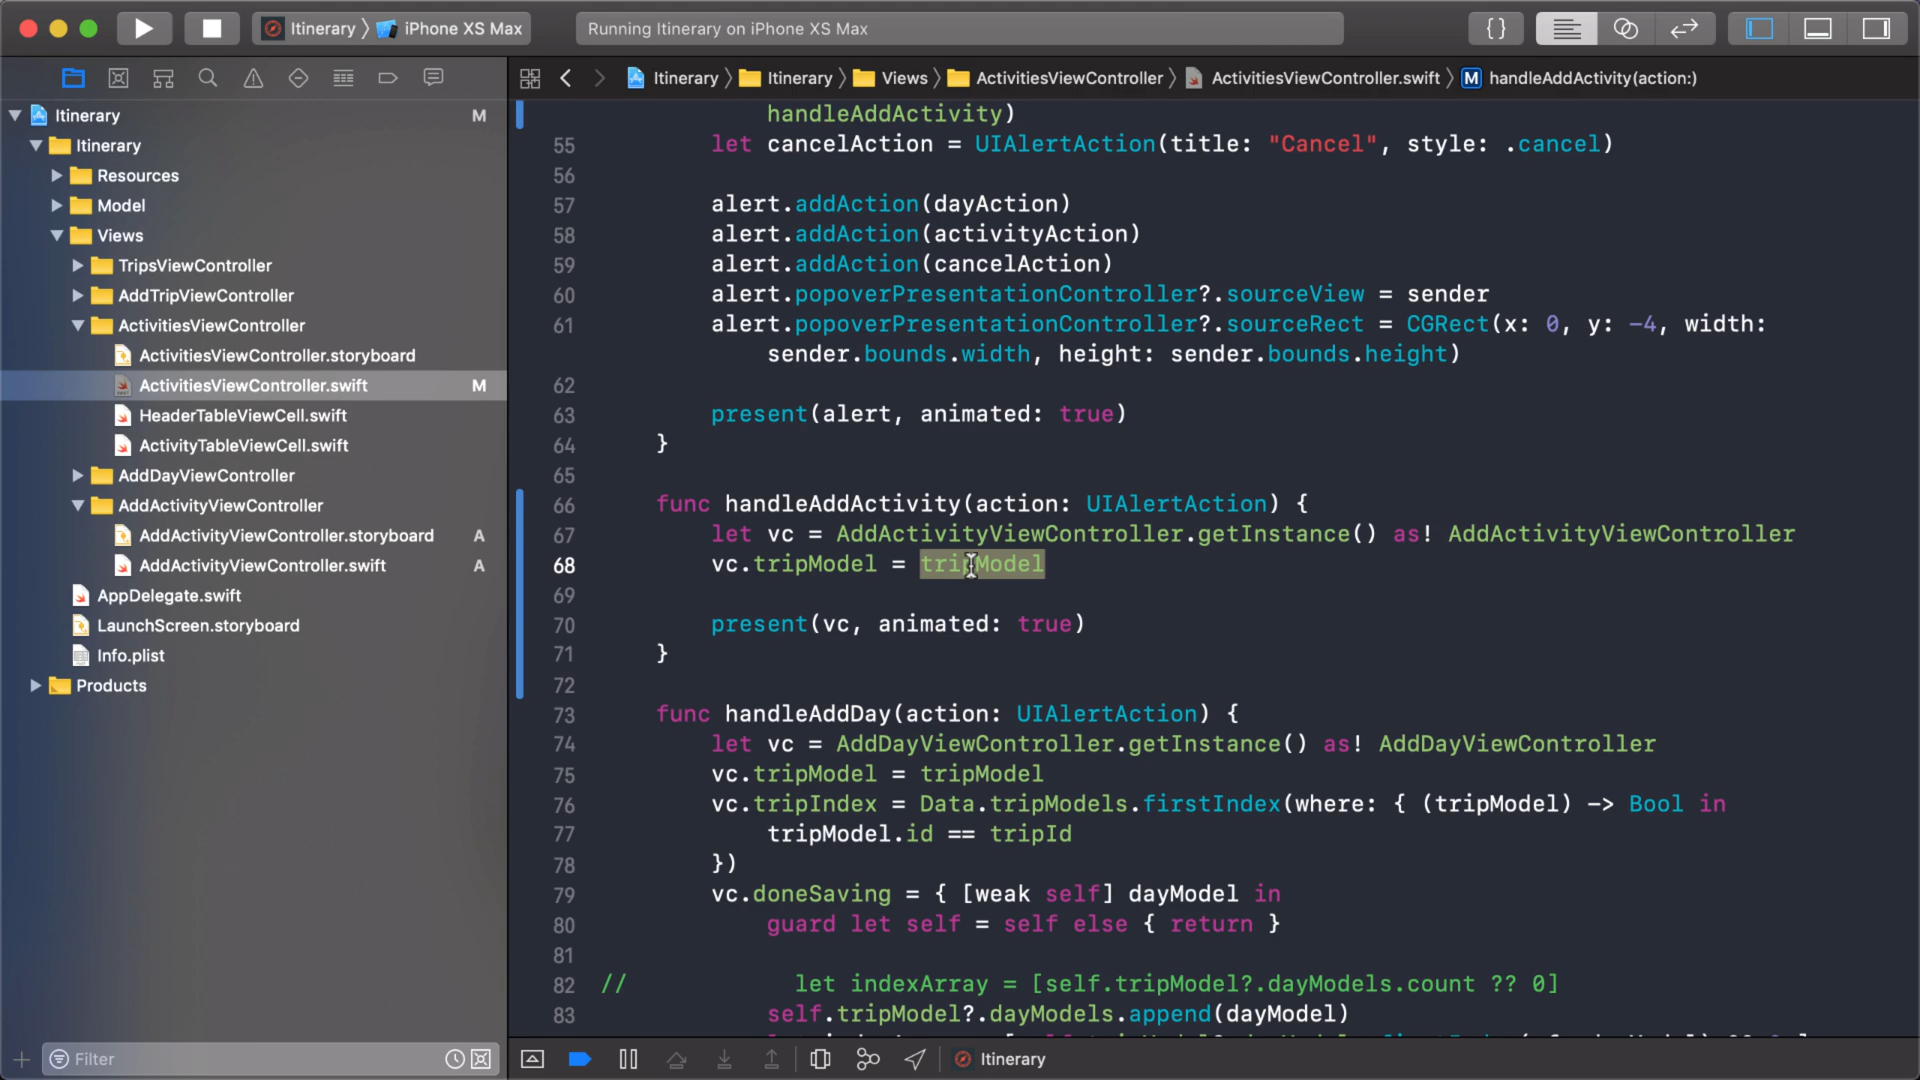 Itinerary 〉 iPhone XS Max
Running Itinerary on iPhone XS Max
{}
Itinerary 〉 Itinerary 〉 Views 〉 ActivitiesViewController 〉 ActivitiesViewController.swift 〉 M handleAddActivity(action:)
Itinerary M
Itinerary
Resources
Model
Views
TripsViewController
AddTripViewController
ActivitiesViewController
ActivitiesViewController.storyboard
ActivitiesViewController.swift M
HeaderTableViewCell.swift
ActivityTableViewCell.swift
AddDayViewController
AddActivityViewController
AddActivityViewController.storyboard A
AddActivityViewController.swift A
AppDelegate.swift
LaunchScreen.storyboard
Info.plist
Products
Filter
handleAddActivity)
55 let cancelAction = UIAlertAction(title: "Cancel", style: .cancel)
56
57 alert.addAction(dayAction)
58 alert.addAction(activityAction)
59 alert.addAction(cancelAction)
60 alert.popoverPresentationController?.sourceView = sender
61 alert.popoverPresentationController?.sourceRect = CGRect(x: 0, y: -4, width:
sender.bounds.width, height: sender.bounds.height)
62
63 present(alert, animated: true)
64 }
65
66 func handleAddActivity(action: UIAlertAction) {
67 let vc = AddActivityViewController.getInstance() as! AddActivityViewController
68 vc.tripModel = tripModel
69
70 present(vc, animated: true)
71 }
72
73 func handleAddDay(action: UIAlertAction) {
74 let vc = AddDayViewController.getInstance() as! AddDayViewController
75 vc.tripModel = tripModel
76 vc.tripIndex = Data.tripModels.firstIndex(where: { (tripModel) -> Bool in
77 tripModel.id == tripId
78 })
79 vc.doneSaving = { [weak self] dayModel in
80 guard let self = self else { return }
81
82 // let indexArray = [self.tripModel?.dayModels.count ?? 0]
83 self.tripModel?.dayModels.append(dayModel)
Itinerary